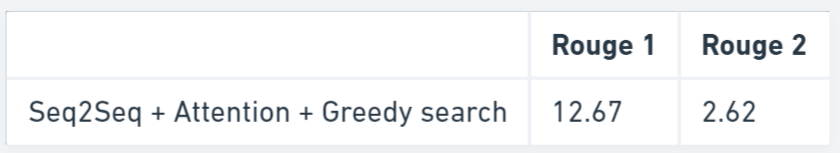 Rouge 1 Rouge 2
Seq2Seq + Attention + Greedy search 12.67 2.62